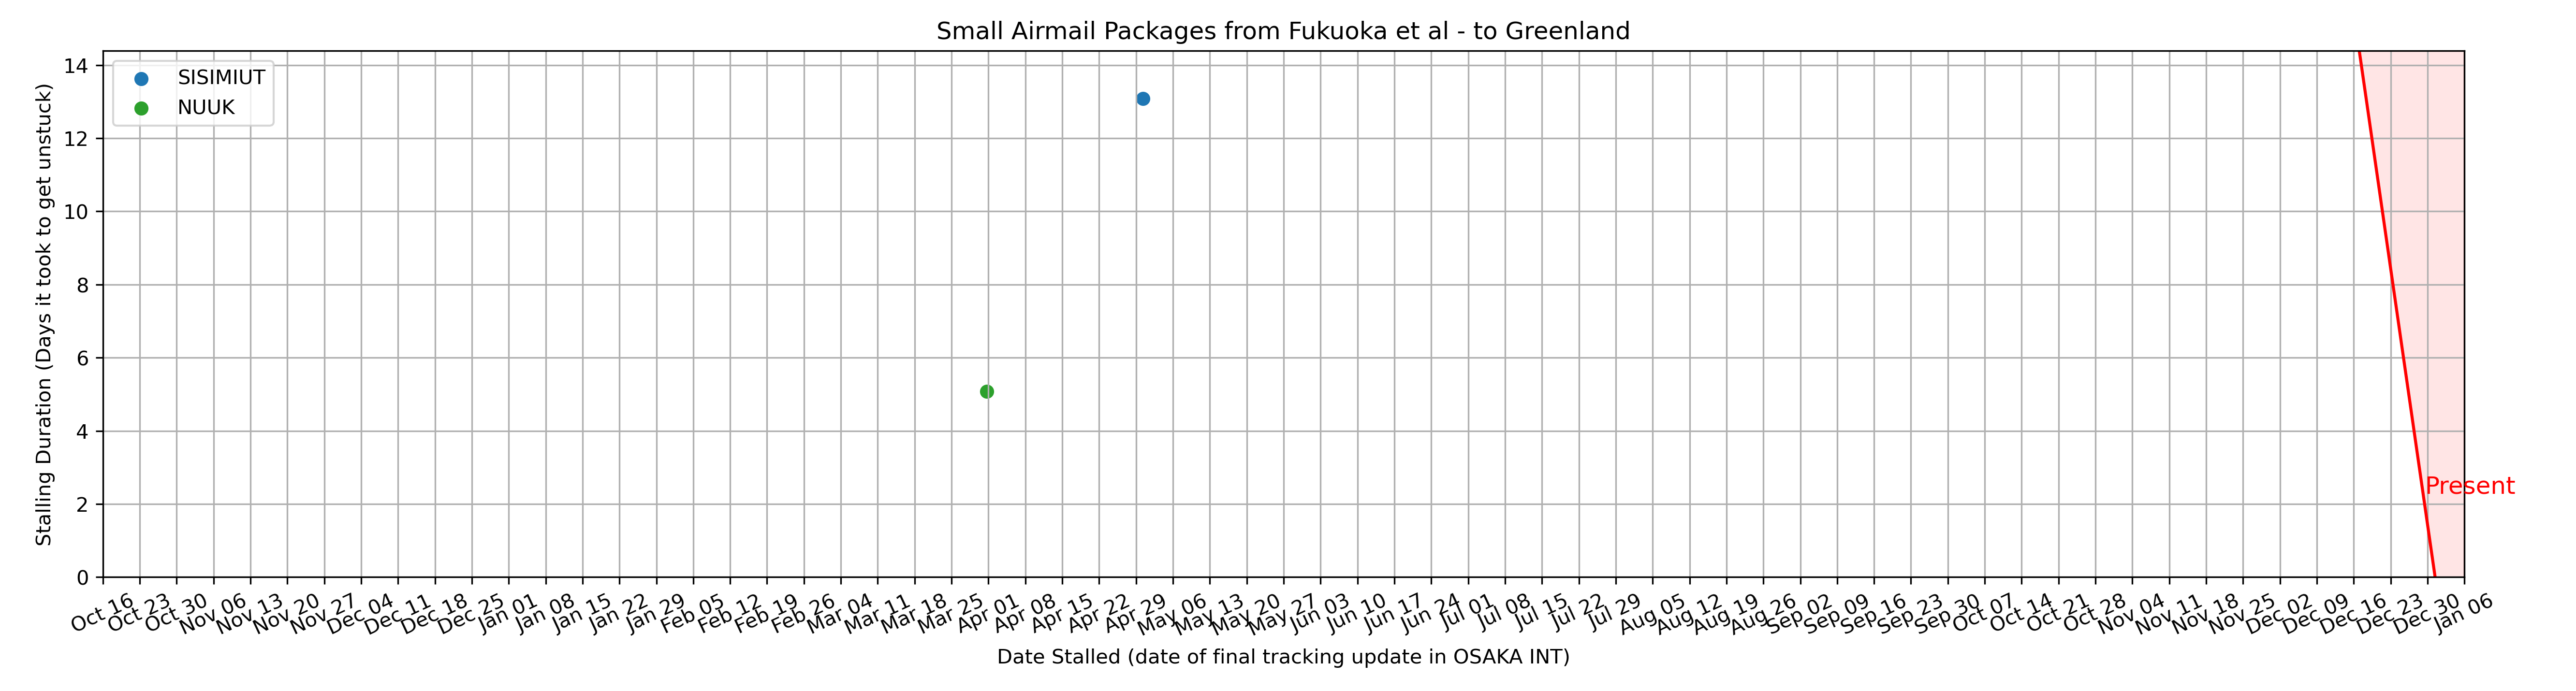 Small Airmail Packages from Fukuoka et al - to Greenland
SISIMIUT
NUUK
Stalling Duration (Days it took to get unstuck)
14
12
10
8
6
4
2
0
Present
Oct 16
Oct 23
Oct 30
Nov 06
Nov 13
Nov 20
Nov 27
Dec 04
Dec 11
Dec 18
Dec 25
Jan 01
Jan 08
Jan 15
Jan 22
Jan 29
Feb 05
Feb 12
Feb 19
Feb 26
Mar 04
Mar 11
Mar 18
Mar 25
Apr 01
Apr 08
Apr 15
Apr 22
Apr 29
May 06
May 13
May 20
May 27
Jun 03
Jun 10
Jun 17
Jun 24
Jul 01
Jul 08
Jul 15
Jul 22
Jul 29
Aug 05
Aug 12
Aug 19
Aug 26
Sep 02
Sep 09
Sep 16
Sep 23
Sep 30
Oct 07
Oct 14
Oct 21
Oct 28
Nov 04
Nov 11
Nov 18
Nov 25
Dec 02
Dec 09
Dec 16
Dec 23
Dec 30
Jan 06
Date Stalled (date of final tracking update in OSAKA INT)